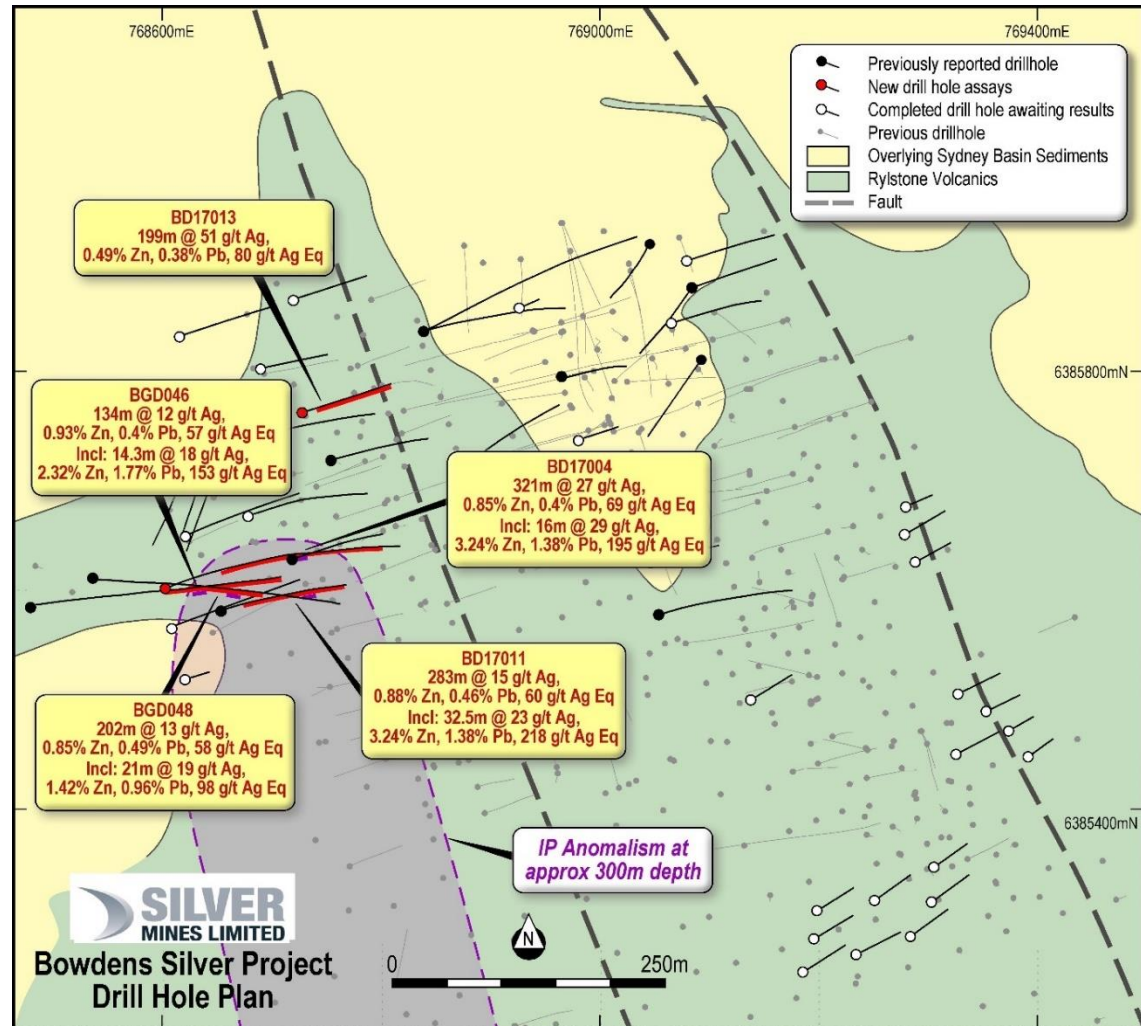 768600mE
769000mE
769400mE
Previously reported drillhole
New drill hole assays
Completed drill hole awaiting results
Previous drillhole
Overlying Sydney Basin Sediments
Rylstone Volcanics
Fault
BD17013
199m @ 51 g/t Ag,
0.49% Zn, 0.38% Pb, 80 g/t Ag Eq
6385800mN
BGD046
134m @ 12 g/t Ag,
0.93% Zn, 0.4% Pb, 57 g/t Ag Eq
Incl: 14.3m @ 18 g/t Ag,
2.32% Zn, 1.77% Pb, 153 g/t Ag Eq
BD17004
321m @ 27 g/t Ag,
0.85% Zn, 0.4% Pb, 69 g/t Ag Eq
Incl: 16m @ 29 g/t Ag,
3.24% Zn, 1.38% Pb, 195 g/t Ag Eq
BGD048
202m @ 13 g/t Ag,
0.85% Zn, 0.49% Pb, 58 g/t Ag Eq
Incl: 21m @ 19 g/t Ag,
1.42% Zn, 0.96% Pb, 98 g/t Ag Eq
BD17011
283m @ 15 g/t Ag,
0.88% Zn, 0.46% Pb, 60 g/t Ag Eq
Incl: 32.5m @ 23 g/t Ag,
3.24% Zn, 1.38% Pb, 218 g/t Ag Eq
6385400mN
IP Anomalism at
approx 300m depth
SILVER
MINES LIMITED
Bowdens Silver Project
Drill Hole Plan
N
0
250m